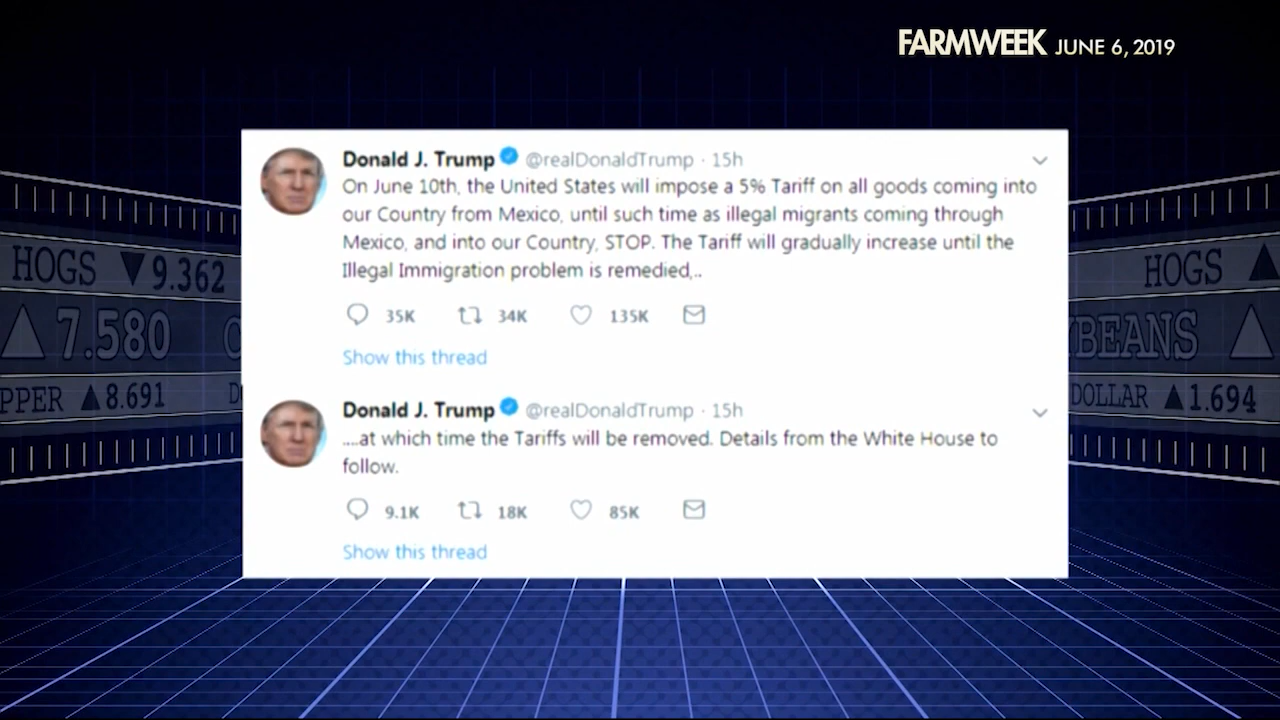 FARMWEEK JUNE 6, 2019
Donald J. Trump @realDonaldTrump · 15h
On June 10th, the United States will impose a 5% Tariff on all goods coming into
our Country from Mexico, until such time as illegal migrants coming through
Mexico, and into our Country, STOP. The Tariff will gradually increase until the
Illegal Immigration problem is remedied,..
35K 34K 135K
Show this thread
Donald J. Trump @realDonaldTrump · 15h
....at which time the Tariffs will be removed. Details from the White House to
follow.
9.1K 18K 85K
Show this thread
HOGS ▼9.362
▲7.580
PPER ▲8.691 D
HOGS ▲
BEANS ▲
DOLLAR ▲1.694